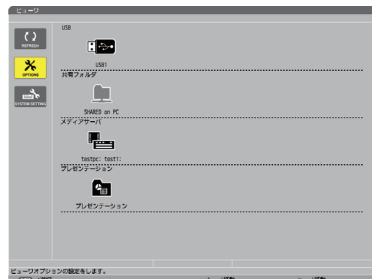 ビューワ
REFRESH
OPTIONS
SYSTEM SETTING
USB
USB1
共有フォルダ
SHARED on PC
メディアサーバ
testpc: test1:
プレゼンテーション
プレゼンテーション
ビューワオプションの設定をします。